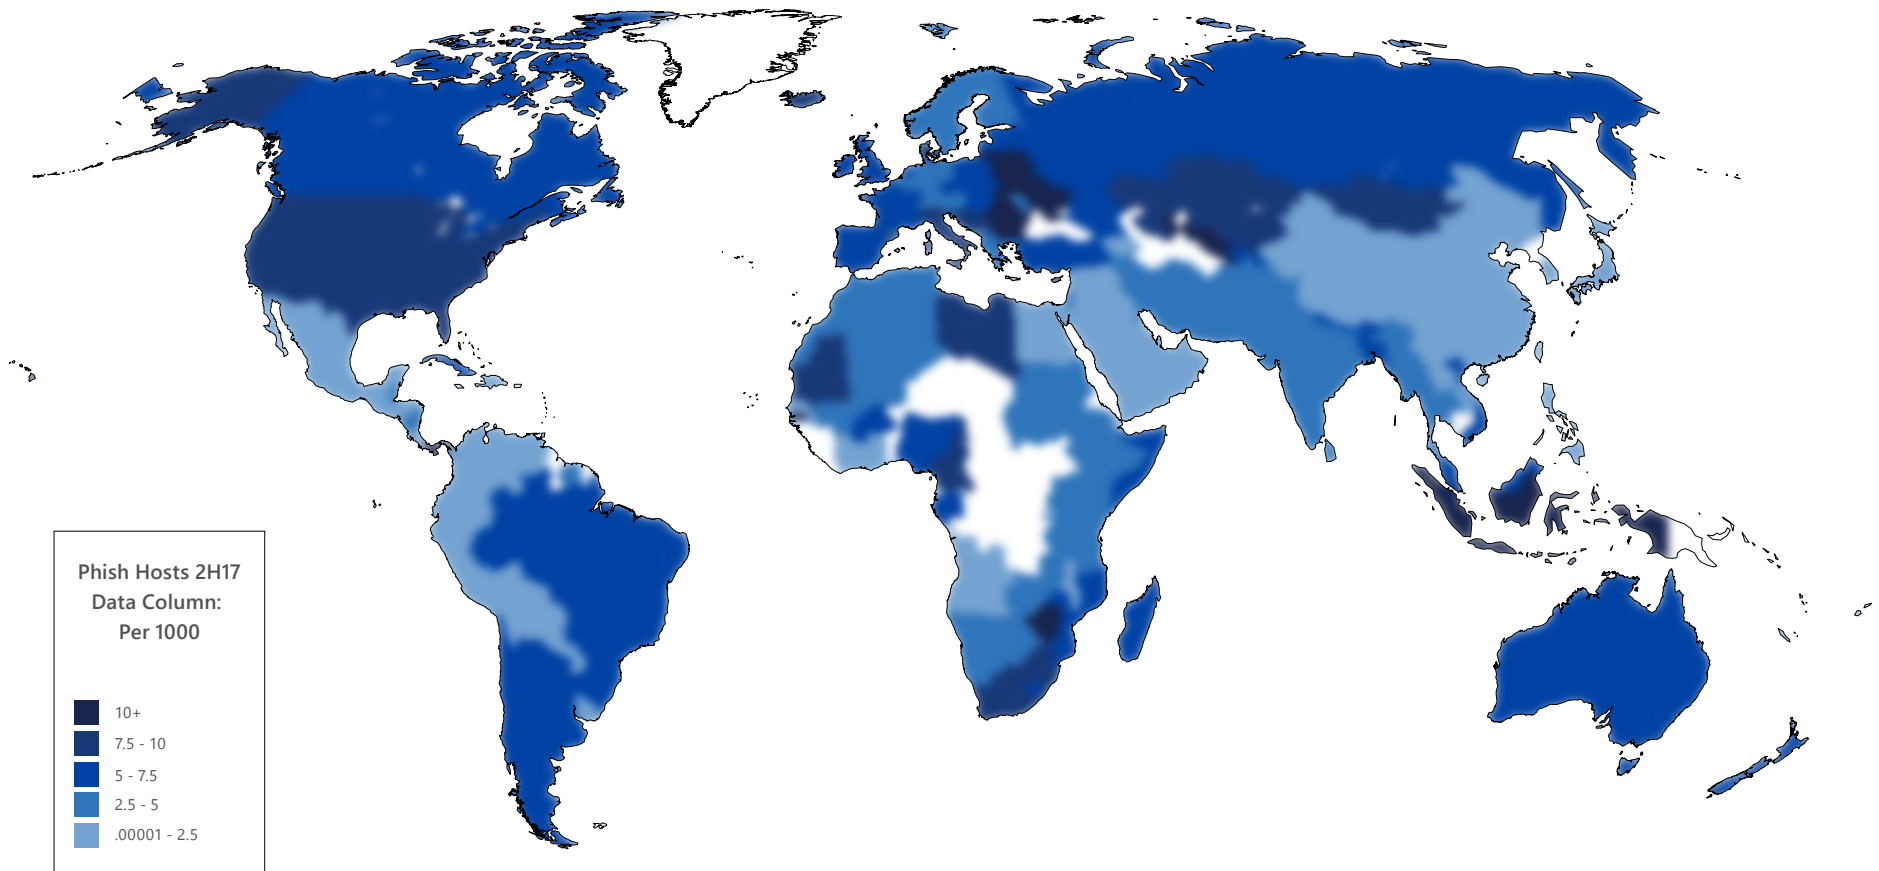 Phish Hosts 2H17
Data Column:
Per 1000
10+
7.5 - 10
5 - 7.5
2.5 - 5
.00001 - 2.5